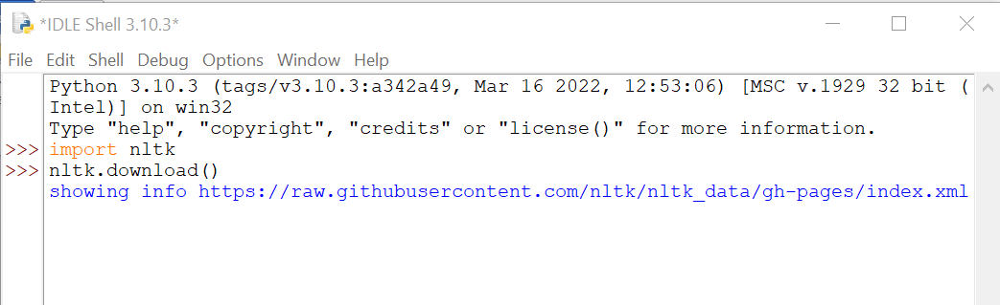 *IDLE Shell 3.10.3*
File Edit Shell Debug Options Window Help
Python 3.10.3 (tags/v3.10.3:a342a49, Mar 16 2022, 12:53:06) [MSC v.1929 32 bit (
Intel)] on win32
Type "help", "copyright", "credits" or "license()" for more information.
>>> import nltk
>>> nltk.download()
showing info https://raw.githubusercontent.com/nltk/nltk_data/gh-pages/index.xml